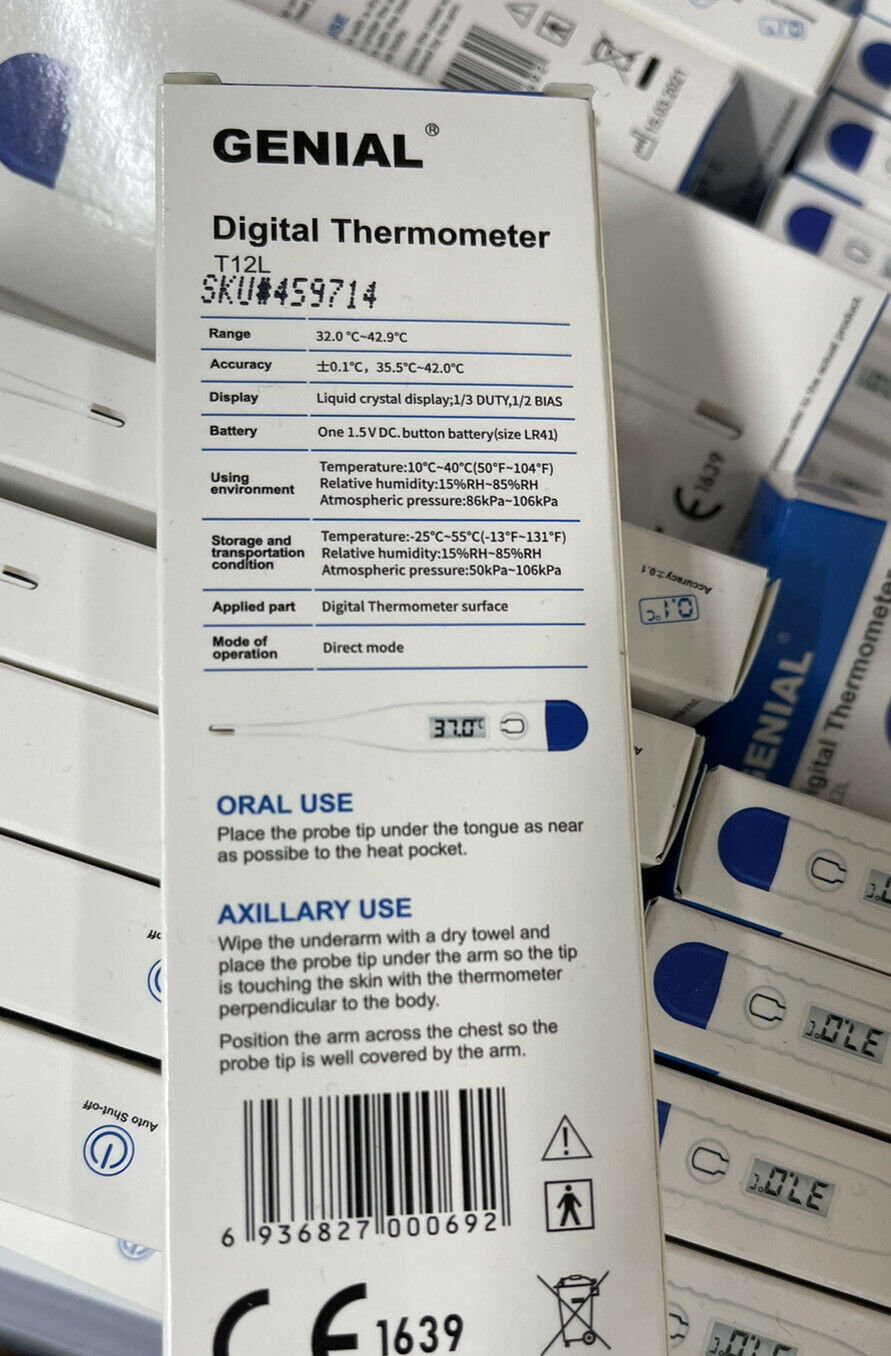 GENIAL®
Digital Thermometer
T12L
SKU#459714
Range 32.0 °C~42.9°C
Accuracy ±0.1°C, 35.5°C~42.0°C
Display Liquid crystal display;1/3 DUTY,1/2 BIAS
Battery One 1.5V DC. button battery(size LR41)
Using
environment
Temperature:10°C~40°C(50°F~104°F)
Relative humidity:15%RH~85%RH
Atmospheric pressure:86kPa~106kPa
Storage and
transportation
condition
Temperature:-25°C~55°C(-13°F~131°F)
Relative humidity:15%RH~85%RH
Atmospheric pressure:50kPa~106kPa
Applied part Digital Thermometer surface
Mode of
operation
Direct mode
37.0°C
ORAL USE
Place the probe tip under the tongue as near
as possibe to the heat pocket.
AXILLARY USE
Wipe the underarm with a dry towel and
place the probe tip under the arm so the tip
is touching the skin with the thermometer
perpendicular to the body.
Position the arm across the chest so the
probe tip is well covered by the arm.
6 936827 000692
CE 1639
15.03.2021
CE 1639
Accuracy±0.1
0.1°C
ENIAL®
igital Thermometer
12L
37.0°C
37.0°C
Auto Shut-off